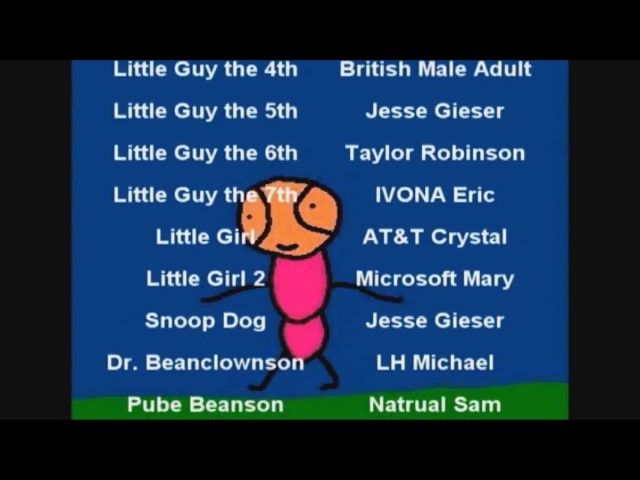 Little Guy the 4th British Male Adult
Little Guy the 5th Jesse Gieser
Little Guy the 6th Taylor Robinson
Little Guy the 7th IVONA Eric
Little Girl AT&T Crystal
Little Girl 2 Microsoft Mary
Snoop Dog Jesse Gieser
Dr. Beanclownson LH Michael
Pube Beanson Natrual Sam